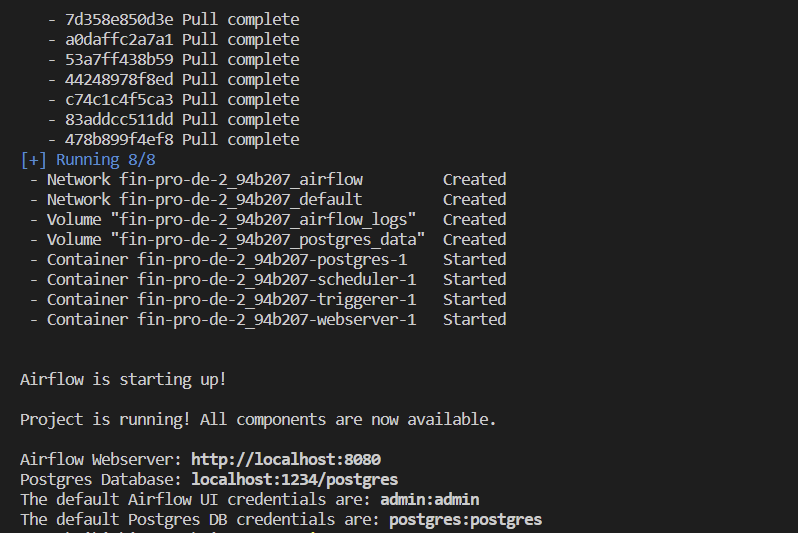 - 7d358e850d3e Pull complete
- a0daffc2a7a1 Pull complete
- 53a7ff438b59 Pull complete
- 44248978f8ed Pull complete
- c74c1c4f5ca3 Pull complete
- 83addcc511dd Pull complete
- 478b899f4ef8 Pull complete
[+] Running 8/8
- Network fin-pro-de-2_94b207_airflow Created
- Network fin-pro-de-2_94b207_default Created
- Volume "fin-pro-de-2_94b207_airflow_logs" Created
- Volume "fin-pro-de-2_94b207_postgres_data" Created
- Container fin-pro-de-2_94b207-postgres-1 Started
- Container fin-pro-de-2_94b207-scheduler-1 Started
- Container fin-pro-de-2_94b207-triggerer-1 Started
- Container fin-pro-de-2_94b207-webserver-1 Started
Airflow is starting up!
Project is running! All components are now available.
Airflow Webserver: http://localhost:8080
Postgres Database: localhost:1234/postgres
The default Airflow UI credentials are: admin:admin
The default Postgres DB credentials are: postgres:postgres